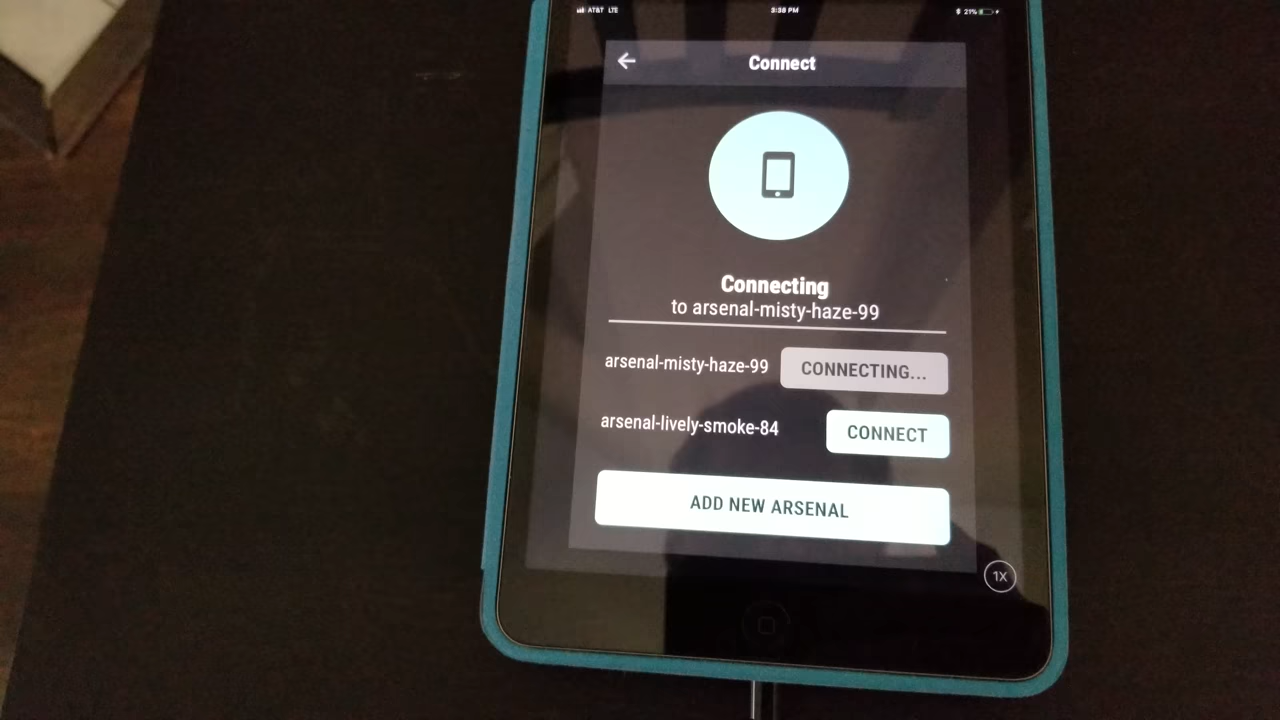 AT&T LTE 3:38 PM 21%
Connect
Connecting
to arsenal-misty-haze-99
arsenal-misty-haze-99 CONNECTING...
arsenal-lively-smoke-84 CONNECT
ADD NEW ARSENAL
1X